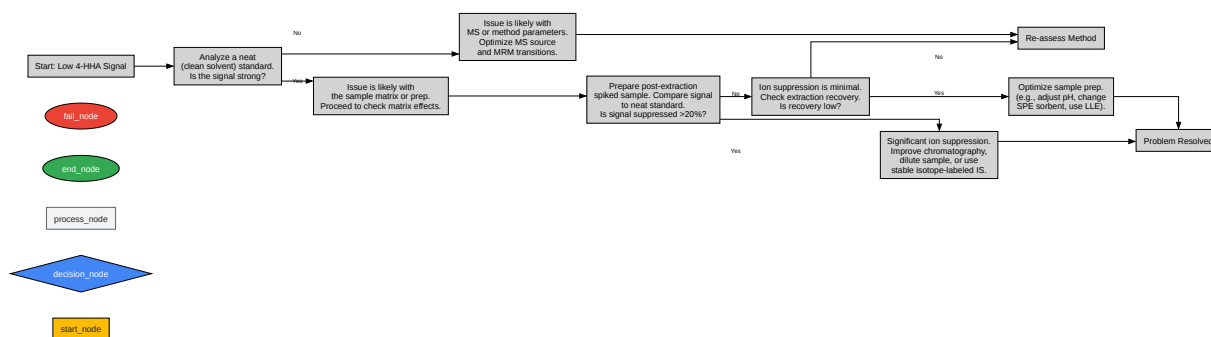 Start: Low 4-HHA Signal
Analyze a neat
(clean solvent) standard.
Is the signal strong?
No
Issue is likely with
MS or method parameters.
Optimize MS source
and MRM transitions.
Yes
Issue is likely with
the sample matrix or prep.
Proceed to check matrix effects.
Prepare post-extraction
spiked sample. Compare signal
to neat standard.
Is signal suppressed >20%?
No
Ion suppression is minimal.
Check extraction recovery.
Is recovery low?
No
Re-assess Method
Yes
Optimize sample prep.
(e.g., adjust pH, change
SPE sorbent, use LLE).
Yes
Significant ion suppression.
Improve chromatography,
dilute sample, or use
stable isotope-labeled IS.
Problem Resolved
fail_node
end_node
process_node
decision_node
start_node